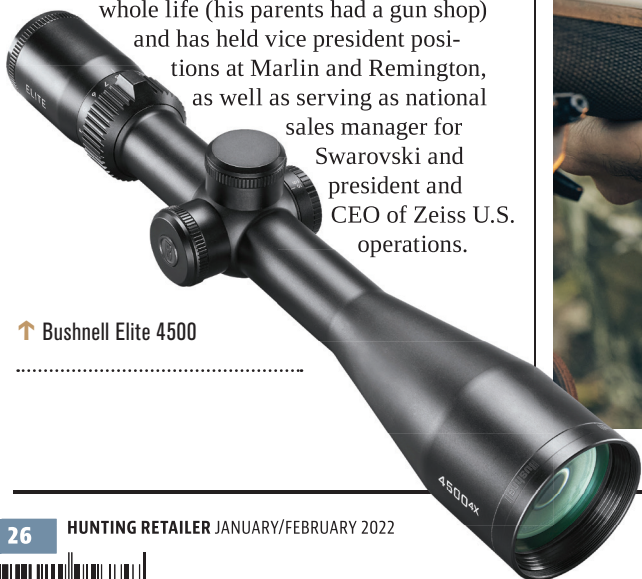 whole life (his parents had a gun shop)
and has held vice president posi-
tions at Marlin and Remington,
as well as serving as national
sales manager for
Swarovski and
president and
CEO of Zeiss U.S.
operations.
ELITE
↑ Bushnell Elite 4500
4500 4X
26 HUNTING RETAILER JANUARY/FEBRUARY 2022